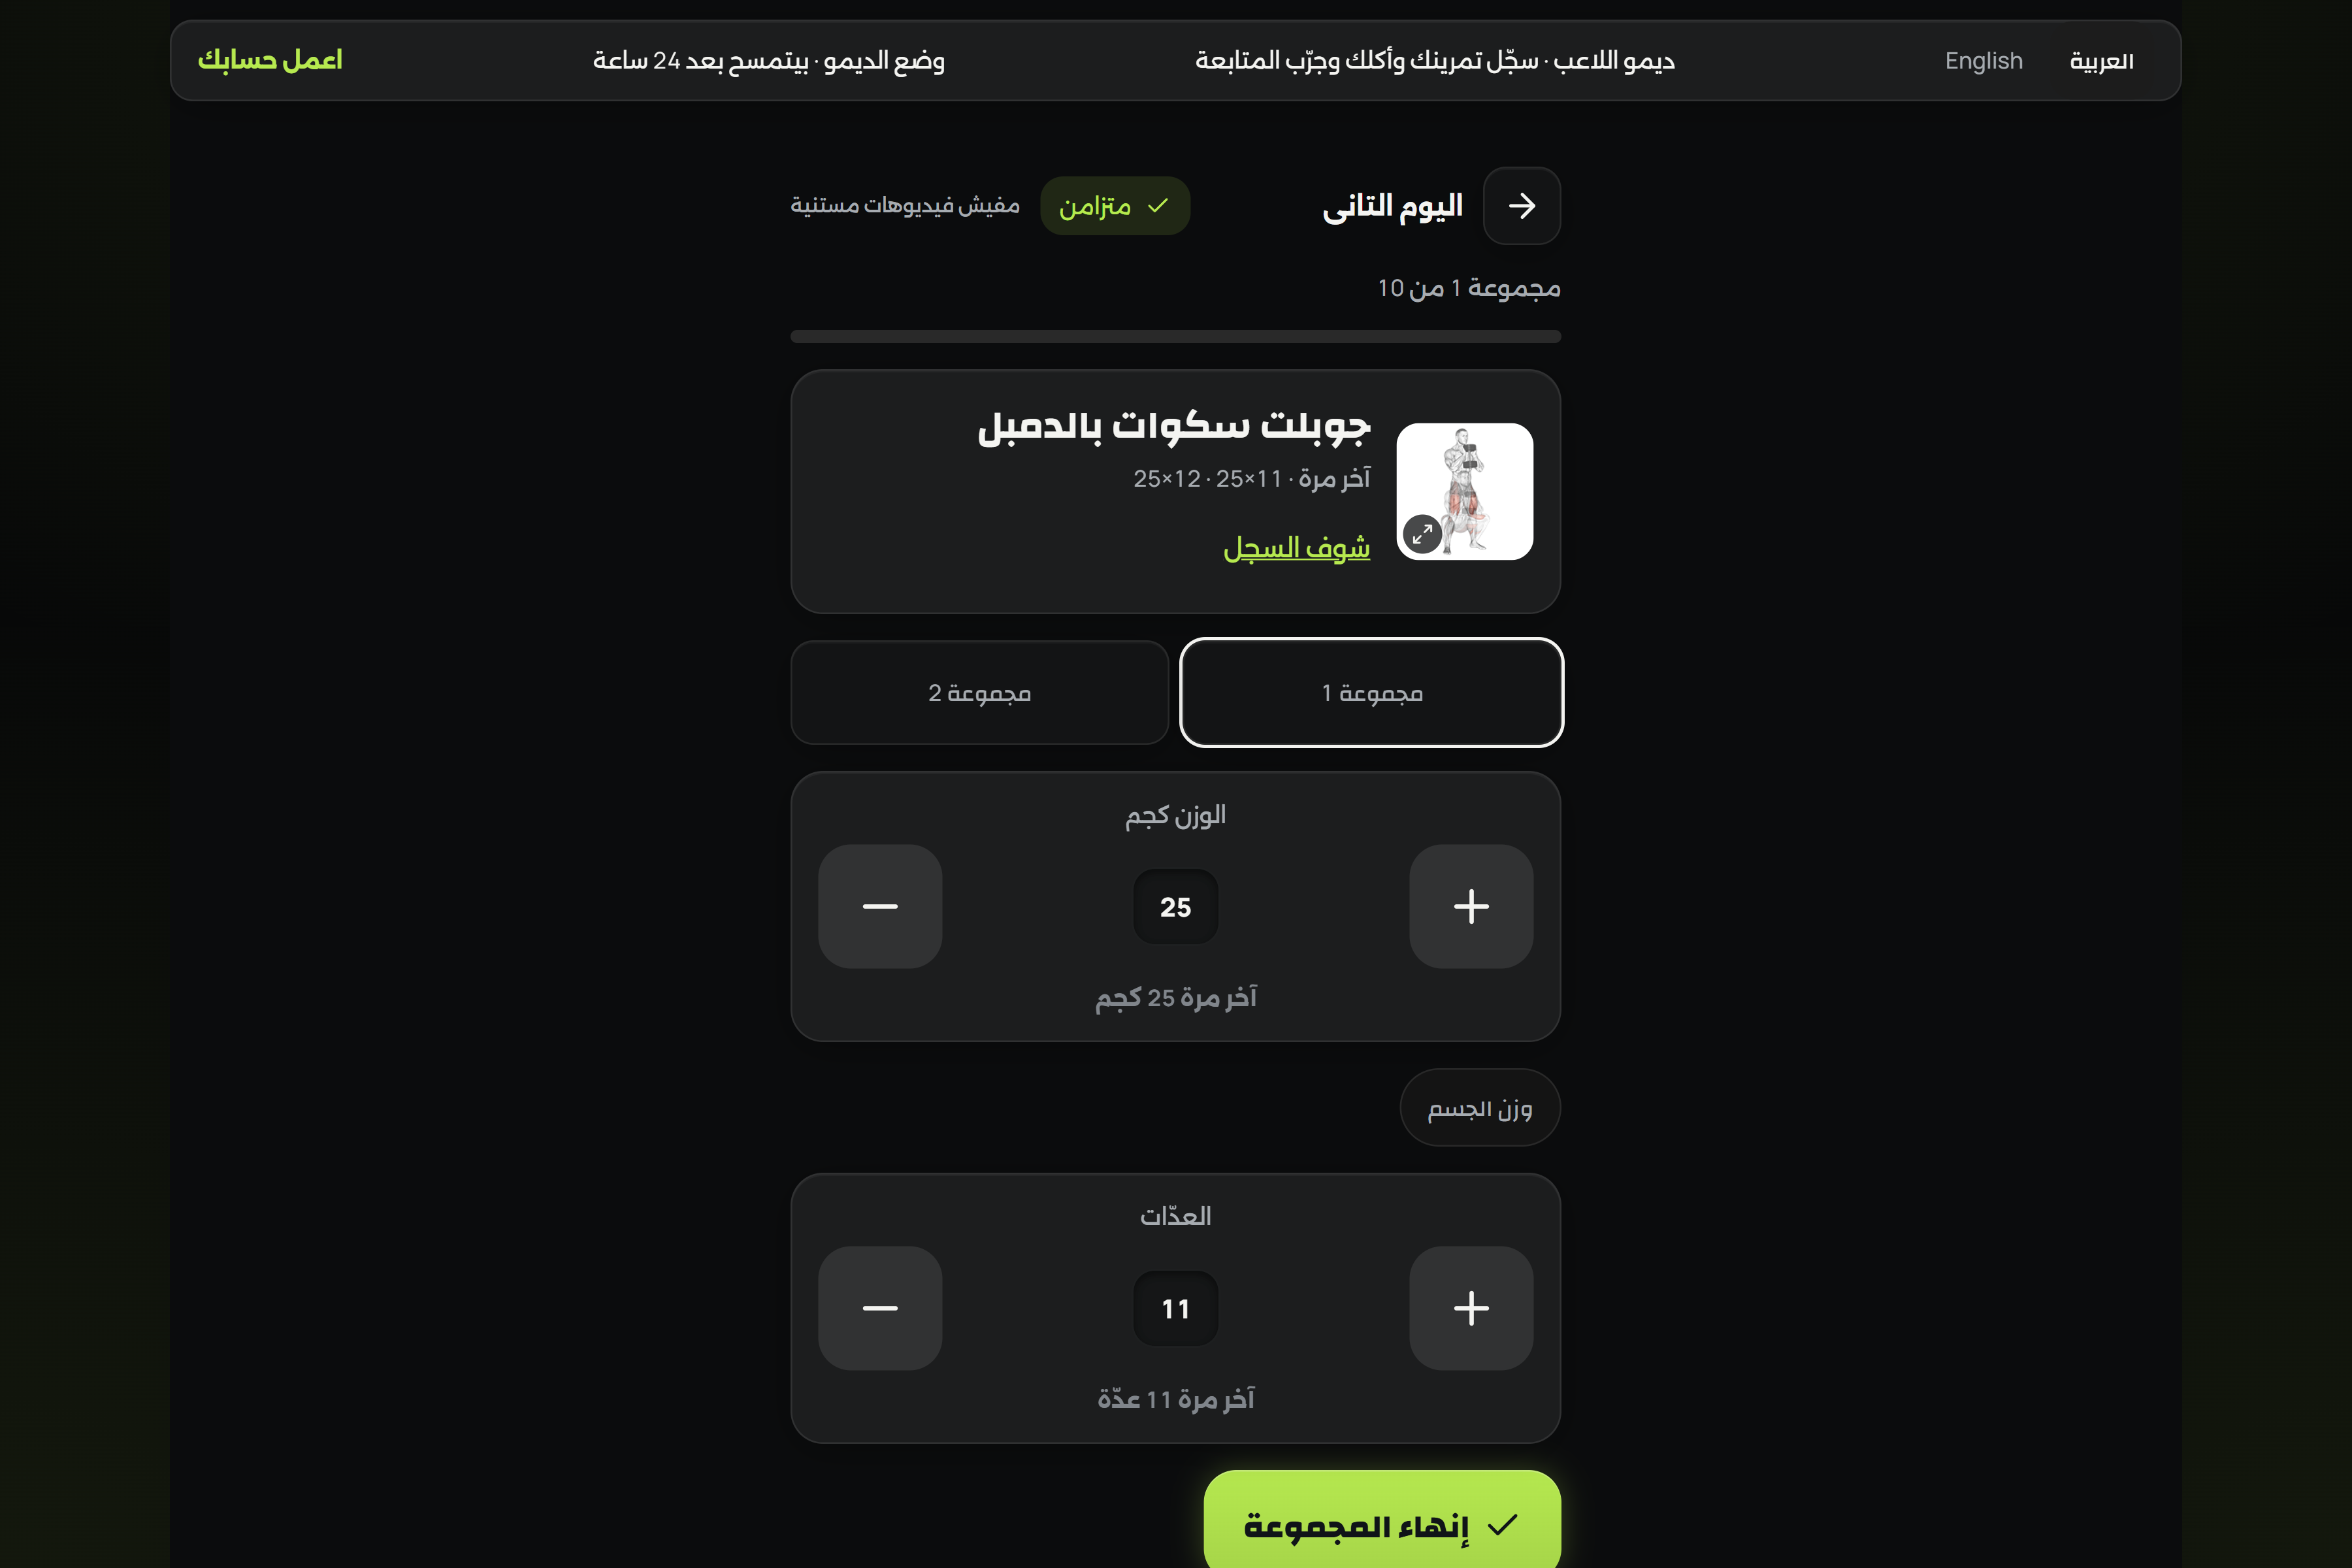 العربية
English
ديمو اللاعب · سجّل تمرينك وأكلك وجرّب المتابعة
وضع الديمو · بيتمسح بعد 24 ساعة
اعمل حسابك
اليوم التانى
متزامن
مفيش فيديوهات مستنية
مجموعة 1 من 10
جوبلت سكوات بالدمبل
آخر مرة · 11×25 · 12×25
شوف السجل
مجموعة 1
مجموعة 2
الوزن كجم
25
آخر مرة 25 كجم
وزن الجسم
العدّات
11
آخر مرة 11 عدّة
إنهاء المجموعة